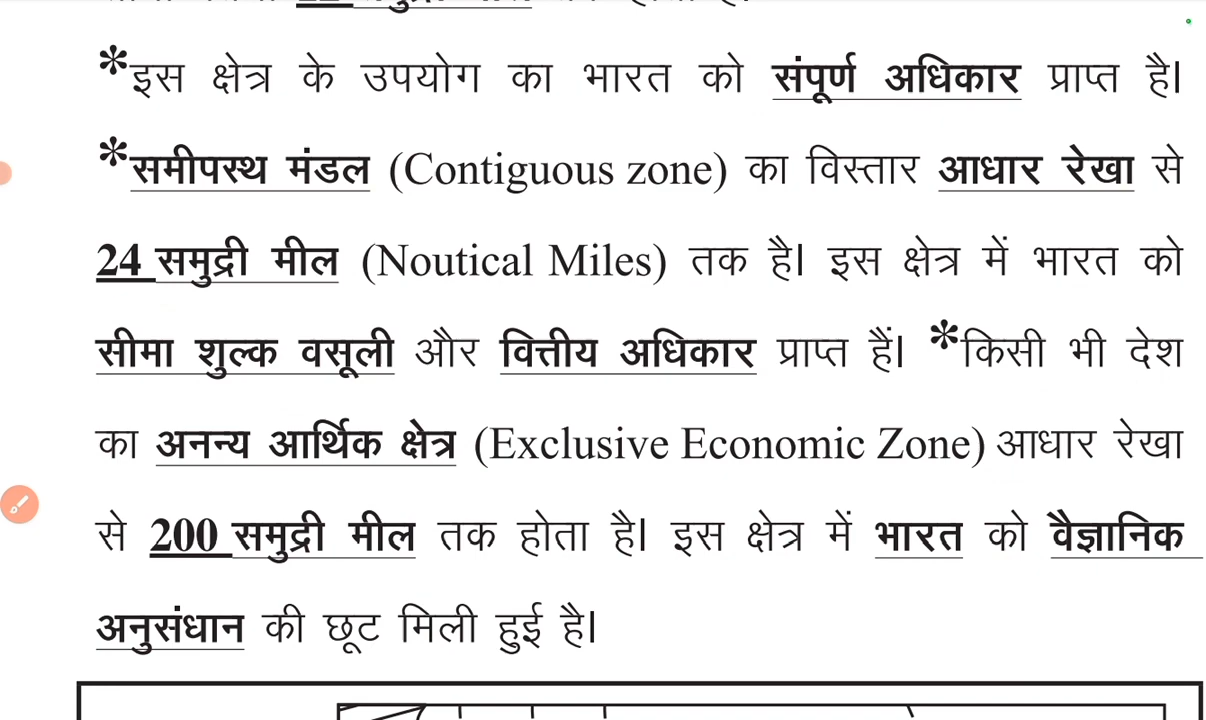 *इस क्षेत्र के उपयोग का भारत को संपूर्ण अधिकार प्राप्त है।
*समीपस्थ मंडल (Contiguous zone) का विस्तार आधार रेखा से
24 समुद्री मील (Noutical Miles) तक है। इस क्षेत्र में भारत को
सीमा शुल्क वसूली और वित्तीय अधिकार प्राप्त हैं। *किसी भी देश
का अनन्य आर्थिक क्षेत्र (Exclusive Economic Zone) आधार रेखा
से 200 समुद्री मील तक होता है। इस क्षेत्र में भारत को वैज्ञानिक
अनुसंधान की छूट मिली हुई है।